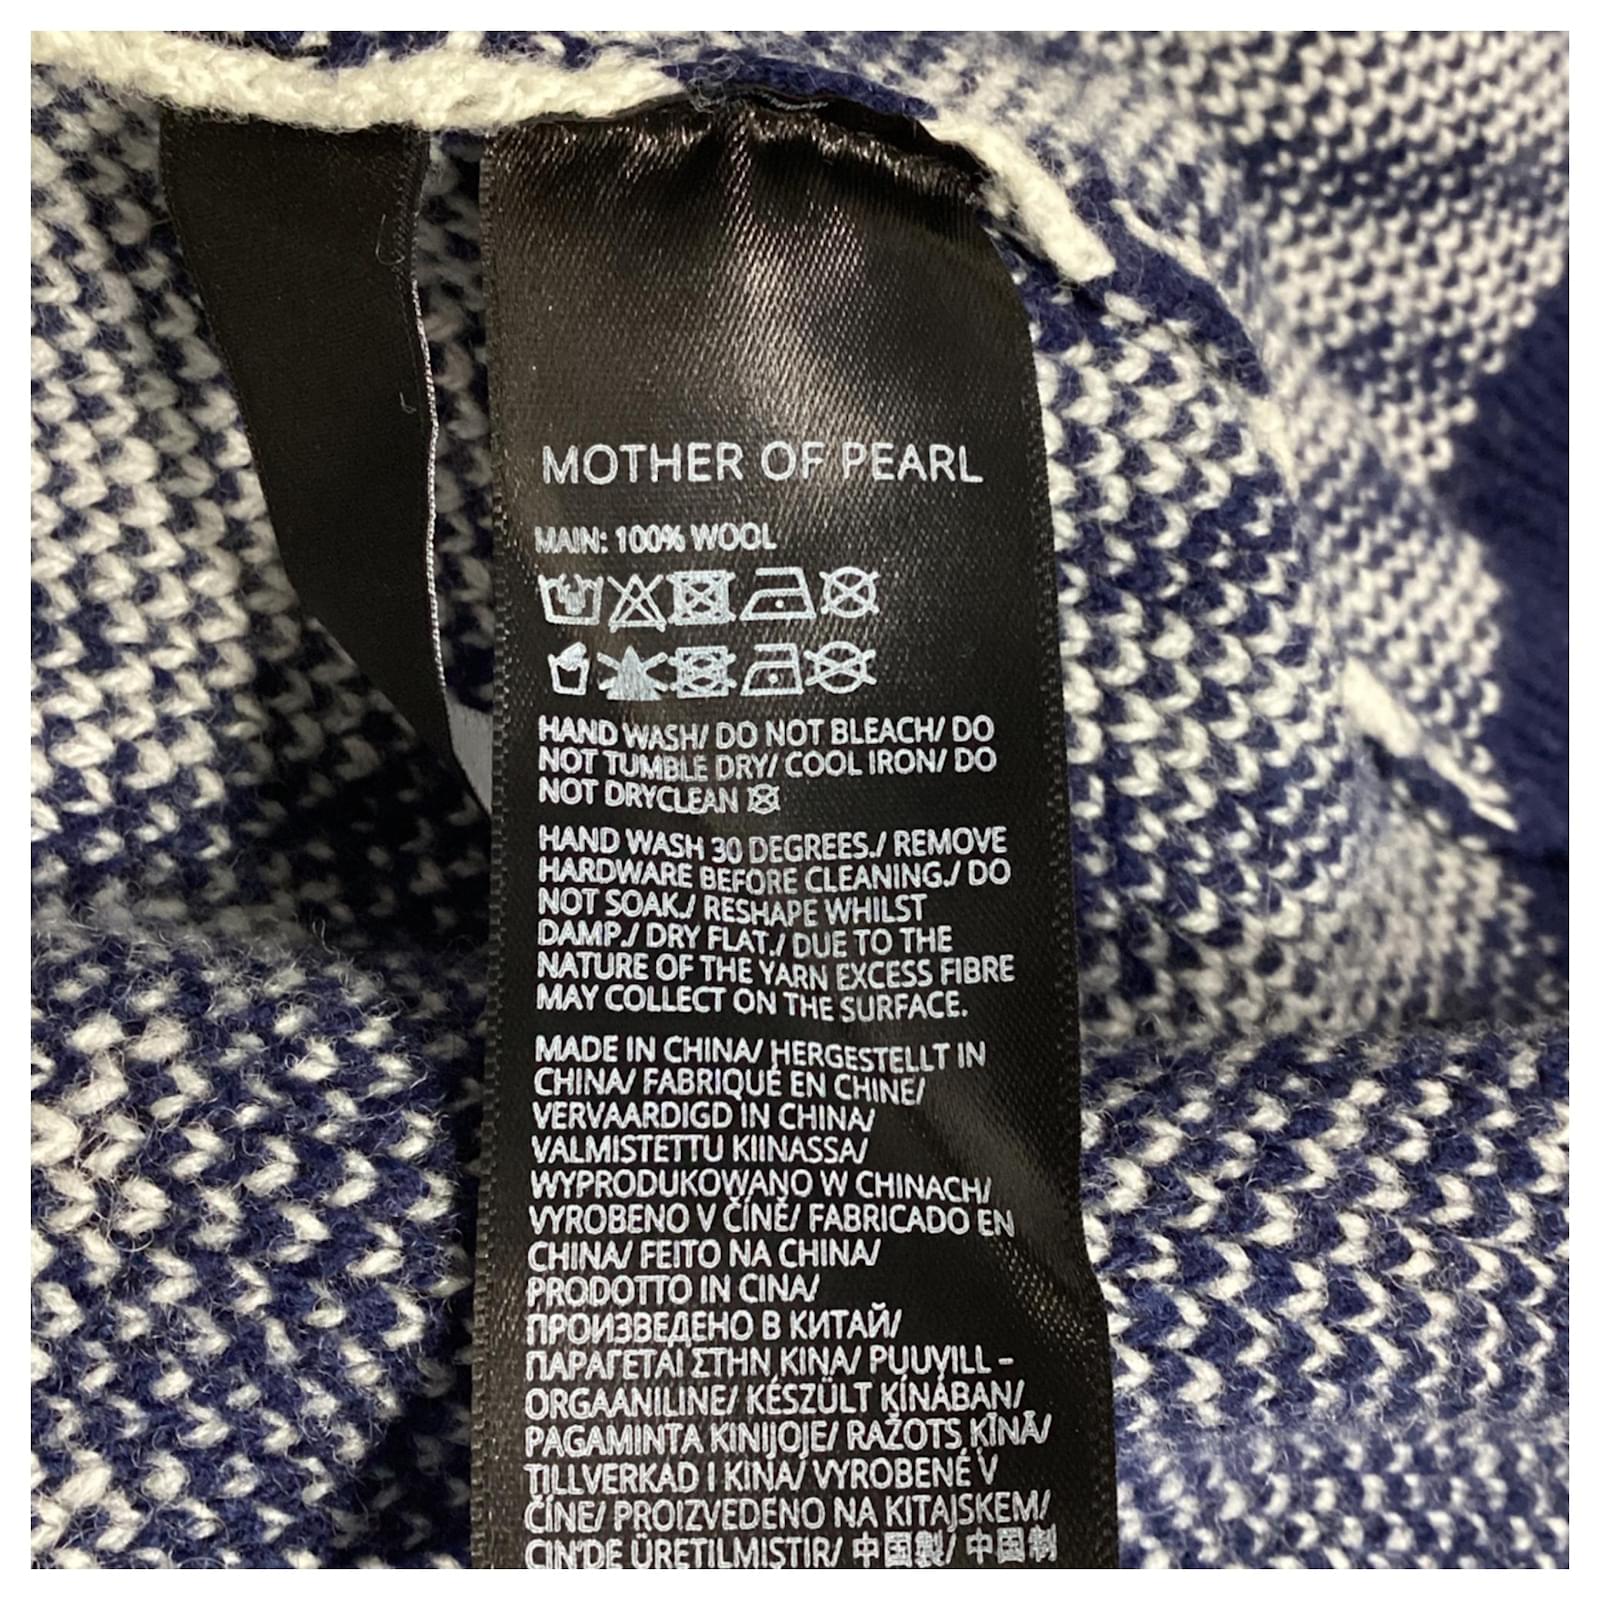 MOTHER OF PEARL
MAIN: 100% WOOL
HAND WASH/ DO NOT BLEACH/ DO
NOT TUMBLE DRY/ COOL IRON/ DO
NOT DRYCLEAN
HAND WASH 30 DEGREES./ REMOVE
HARDWARE BEFORE CLEANING./ DO
NOT SOAK./ RESHAPE WHILST
DAMP./ DRY FLAT./ DUE TO THE
NATURE OF THE YARN EXCESS FIBRE
MAY COLLECT ON THE SURFACE.
MADE IN CHINA/ HERGESTELLT IN
CHINA/ FABRIQUÉ EN CHINE/
VERVAARDIGD IN CHINA/
VALMISTETTU KIINASSA/
WYPRODUKOWANO W CHINACH/
VYROBENO V ČÍNĚ/ FABRICADO EN
CHINA/ FEITO NA CHINA/
PRODOTTO IN CINA/
ПРОИЗВЕДЕНО В КИТАЙ/
ΠΑΡΑΓΕΤΑΙ ΣΤΗΝ ΚΙΝΑ/ PUUVILL –
ORGAANILINE/ KÉSZÜLT KÍNÁBAN/
PAGAMINTA KINIJOJE/ RAŽOTS ĶĪNĀ/
TILLVERKAD I KINA/ VYROBENÉ V
ČÍNE/ PROIZVEDENO NA KITAJSKEM/
ÇIN'DE ÜRETILMISTIR/ 中国製/ 中国制